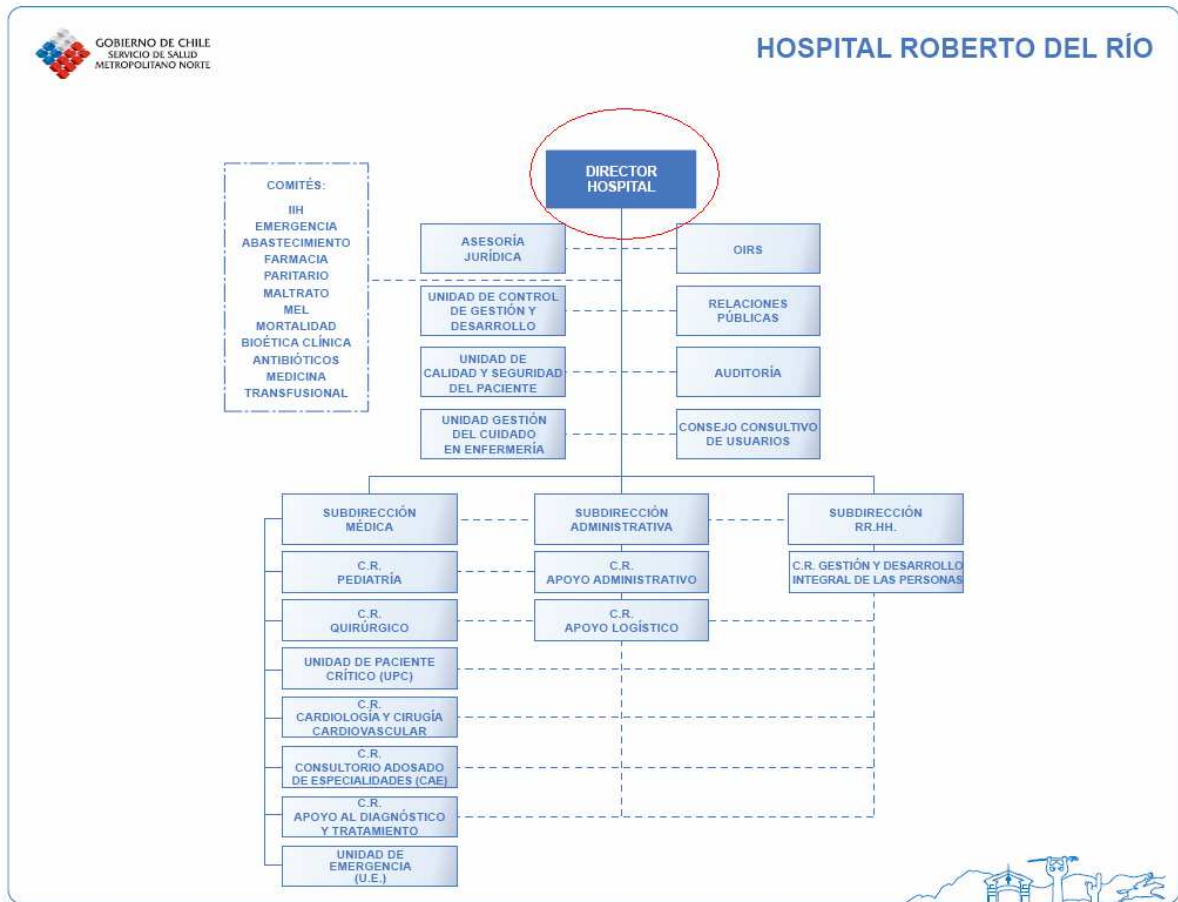 GOBIERNO DE CHILE
SERVICIO DE SALUD
METROPOLITANO NORTE
HOSPITAL ROBERTO DEL RÍO
DIRECTOR
HOSPITAL
COMITÉS:
IIH
EMERGENCIA
ABASTECIMIENTO
FARMACIA
PARITARIO
MALTRATO
MEL
MORTALIDAD
BIOÉTICA CLÍNICA
ANTIBIÓTICOS
MEDICINA
TRANSFUSIONAL
ASESORÍA
JURÍDICA
OIRS
UNIDAD DE CONTROL
DE GESTIÓN Y
DESARROLLO
RELACIONES
PÚBLICAS
UNIDAD DE
CALIDAD Y SEGURIDAD
DEL PACIENTE
AUDITORÍA
UNIDAD GESTIÓN
DEL CUIDADO
EN ENFERMERÍA
CONSEJO CONSULTIVO
DE USUARIOS
SUBDIRECCIÓN
MÉDICA
SUBDIRECCIÓN
ADMINISTRATIVA
SUBDIRECCIÓN
RR.HH.
C.R.
PEDIATRÍA
C.R.
APOYO ADMINISTRATIVO
C.R. GESTIÓN Y DESARROLLO
INTEGRAL DE LAS PERSONAS
C.R.
QUIRÚRGICO
C.R.
APOYO LOGÍSTICO
UNIDAD DE PACIENTE
CRÍTICO (UPC)
C.R.
CARDIOLOGÍA Y CIRUGÍA
CARDIOVASCULAR
C.R.
CONSULTORIO ADOSADO
DE ESPECIALIDADES (CAE)
C.R.
APOYO AL DIAGNÓSTICO
Y TRATAMIENTO
UNIDAD DE
EMERGENCIA
(U.E.)